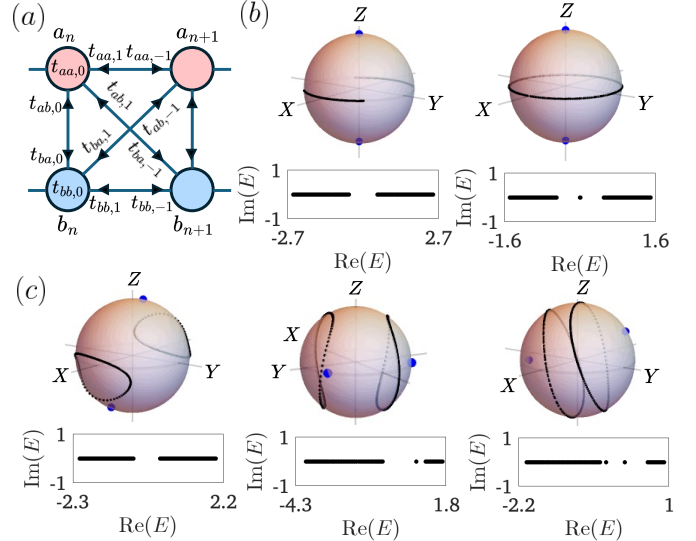 (a)
a_n
a_{n+1}
t_{aa,1} t_{aa,-1}
t_{aa,0}
t_{ab,0}
t_{ab,1}
t_{ba,1}
t_{ab,-1}
t_{ba,0}
t_{ba,-1}
t_{bb,0}
t_{bb,1} t_{bb,-1}
b_n
b_{n+1}
(b)
Z
X
Y
Im(E)
1
-1
-2.7
2.7
Re(E)
Z
X
Y
Im(E)
1
-1
-1.6
1.6
Re(E)
(c)
Z
X
Y
Im(E)
1
-1
-2.3
2.2
Re(E)
Z
X
Y
Im(E)
1
-1
-4.3
1.8
Re(E)
Z
X
Y
Im(E)
1
-1
-2.2
1
Re(E)